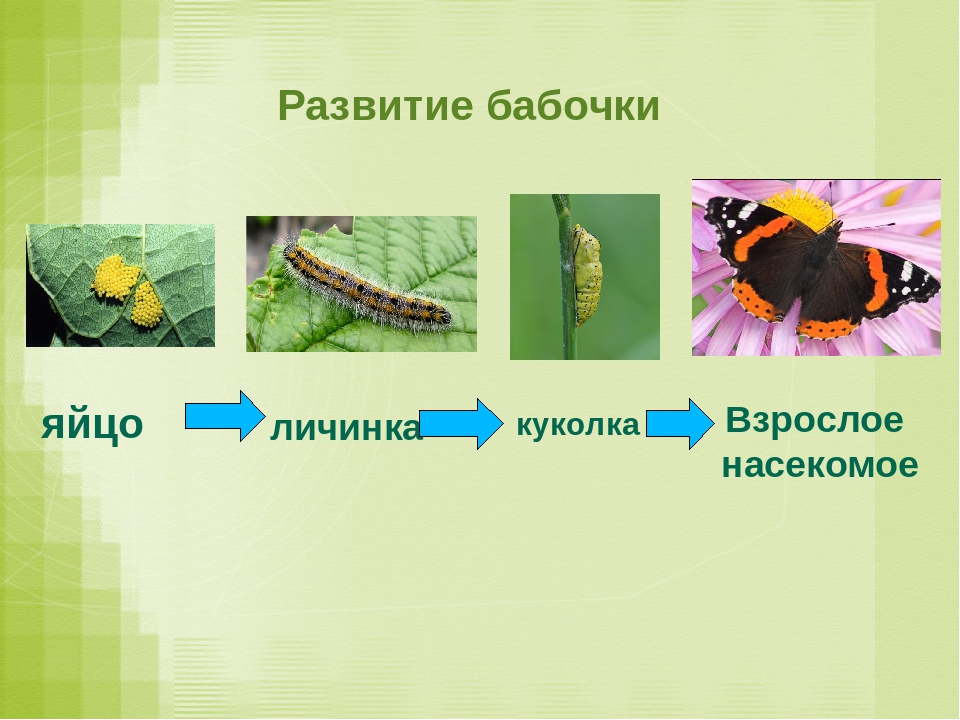 Развитие бабочки
яйцо
личинка
куколка
Взрослое
насекомое